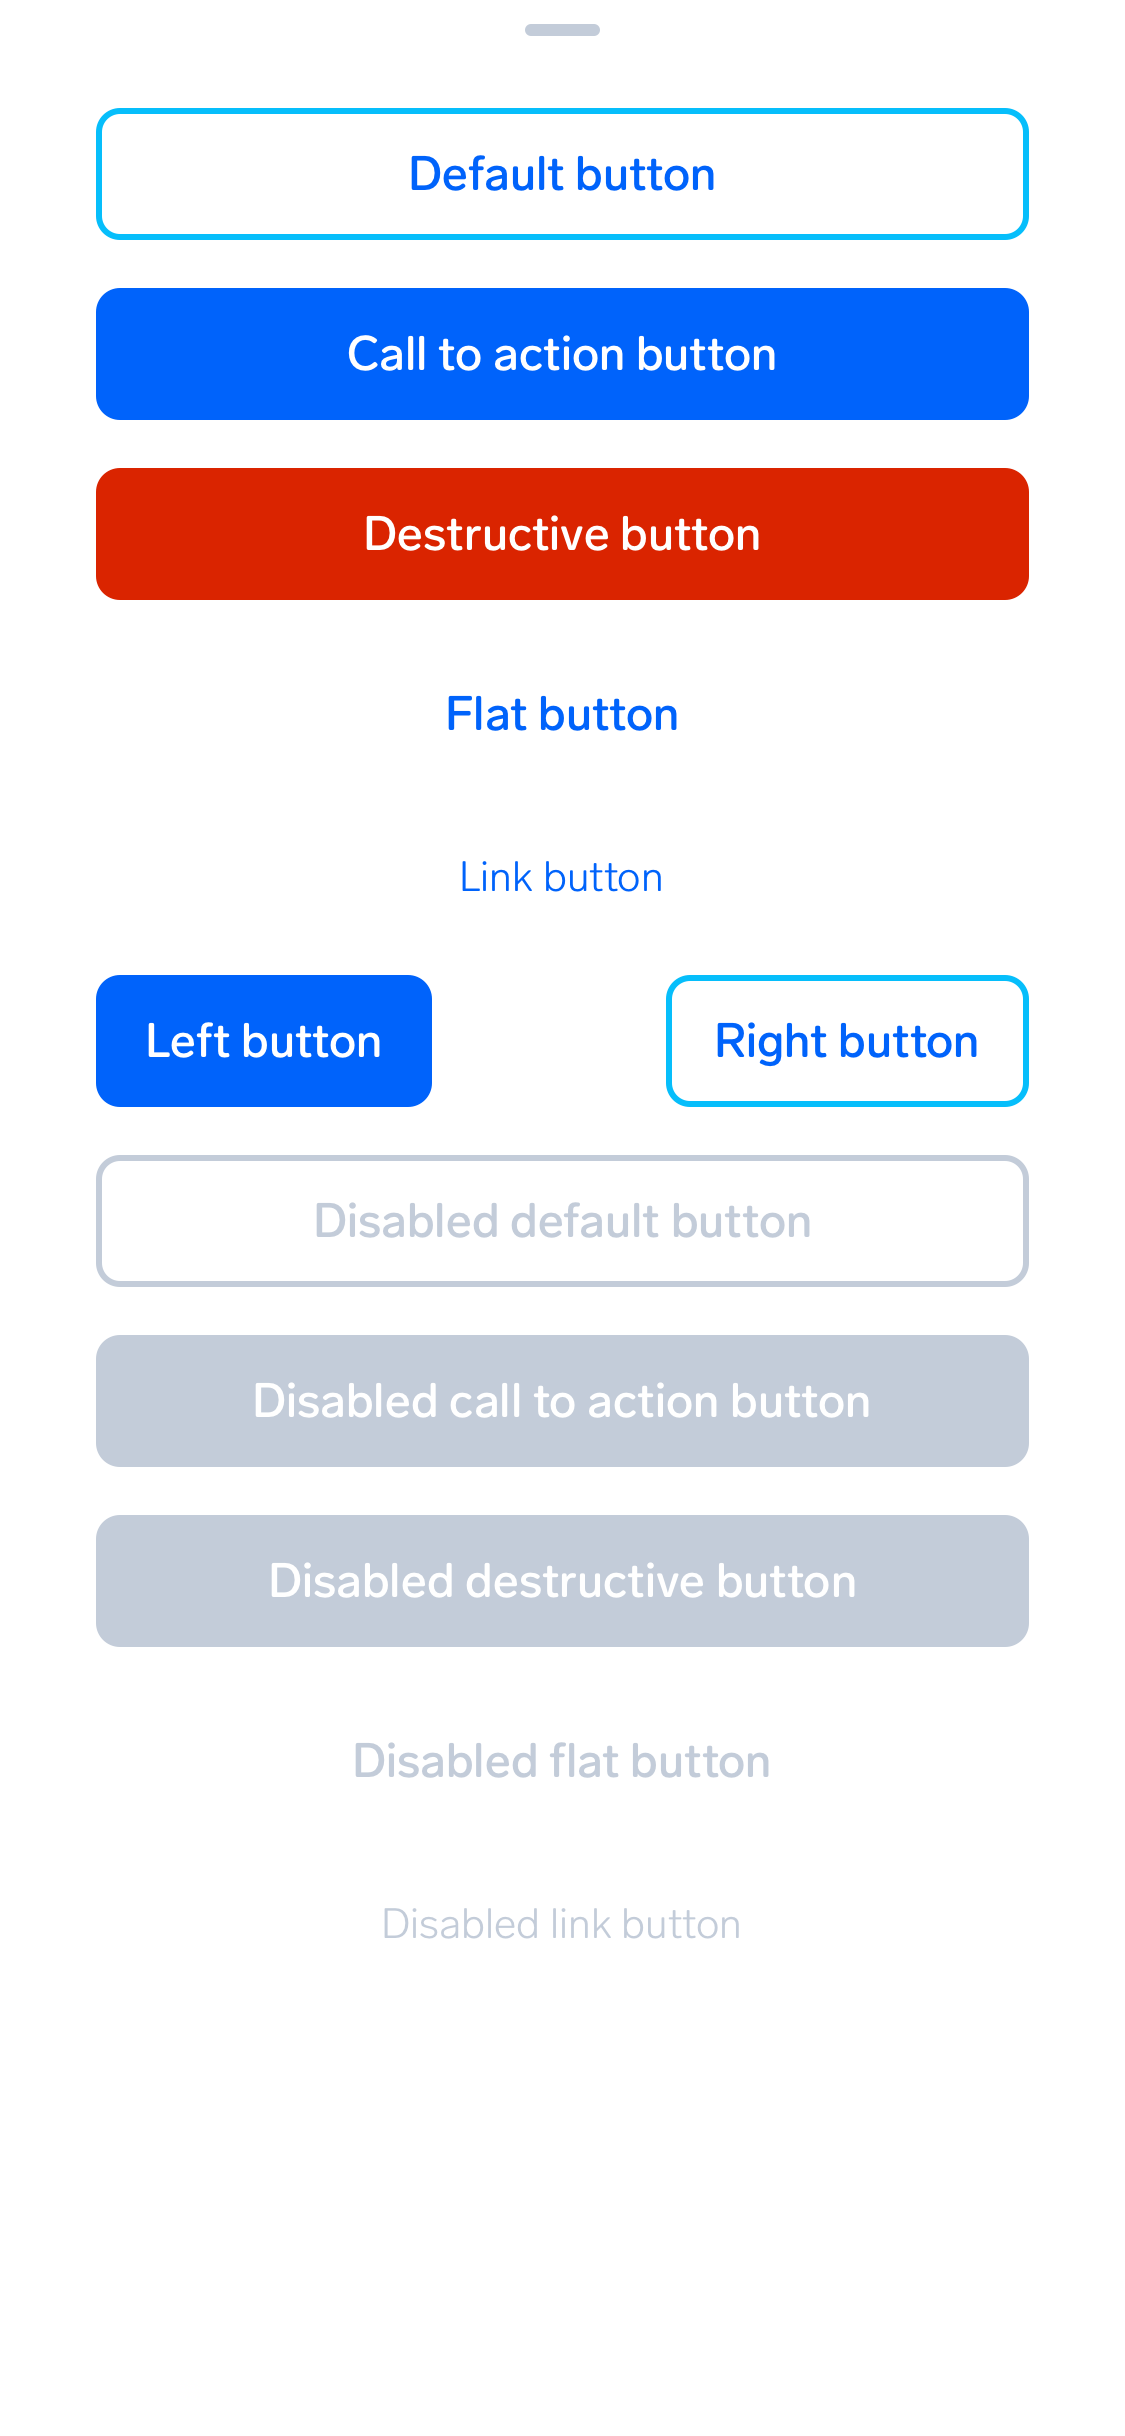 Default button
Call to action button
Destructive button
Flat button
Link button
Left button
Right button
Disabled default button
Disabled call to action button
Disabled destructive button
Disabled flat button
Disabled link button